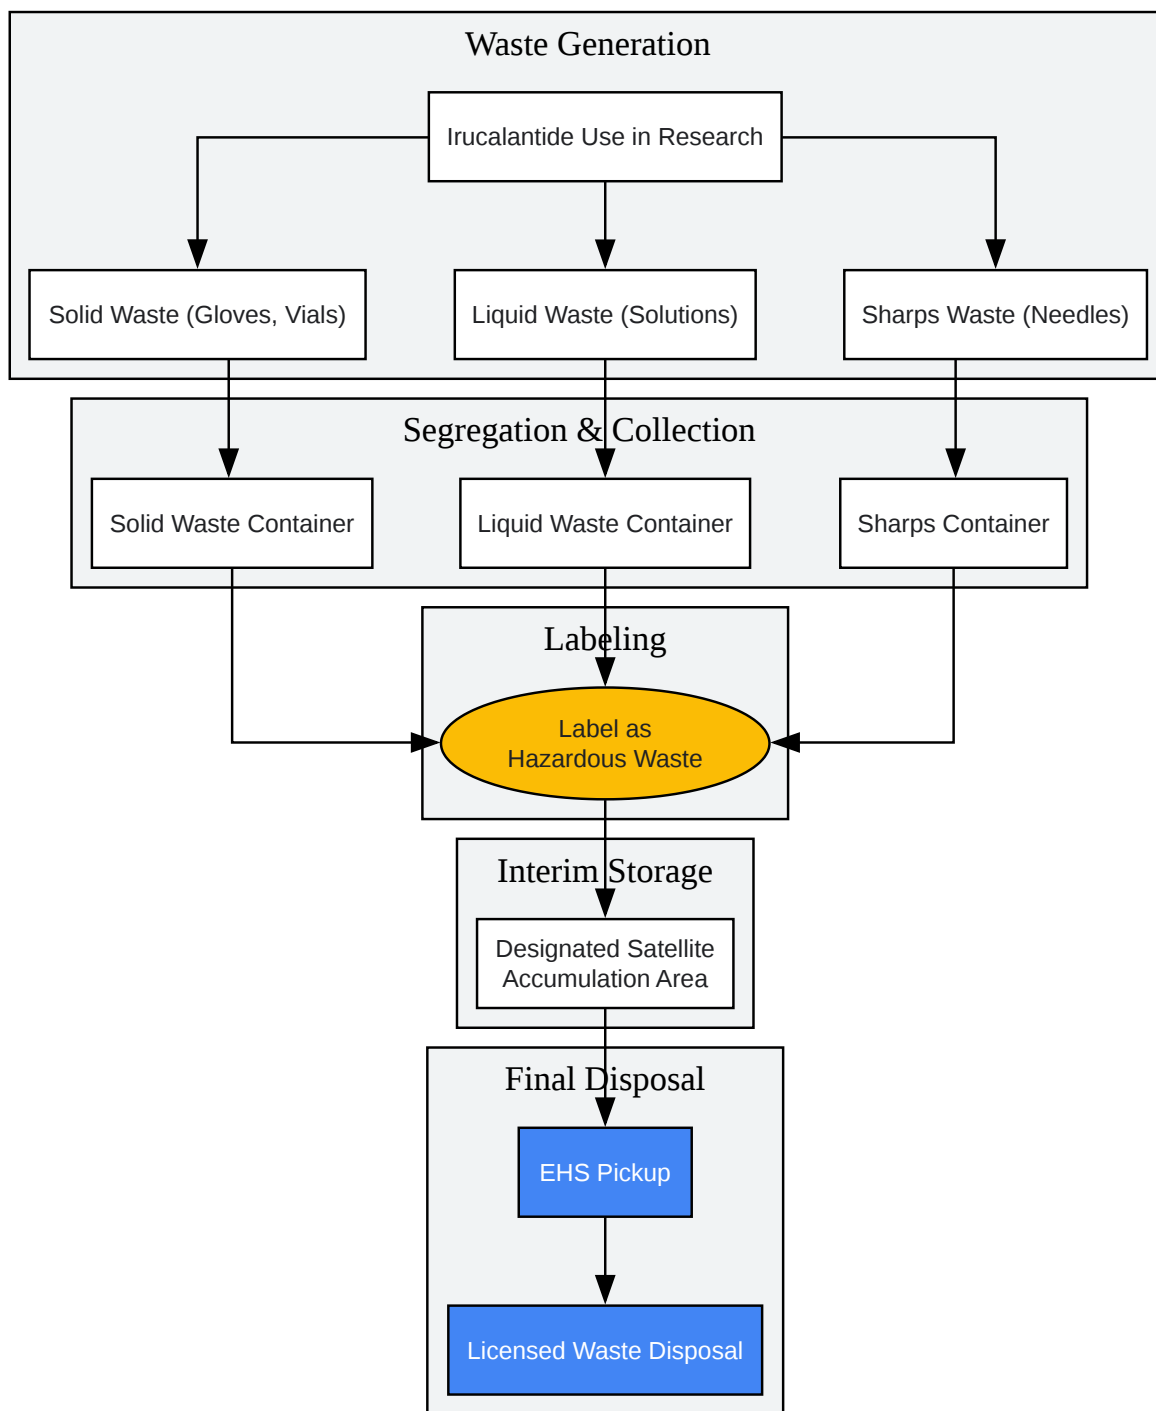 Waste Generation
Irucalantide Use in Research
Solid Waste (Gloves, Vials)
Liquid Waste (Solutions)
Sharps Waste (Needles)
Segregation & Collection
Solid Waste Container
Liquid Waste Container
Sharps Container
Labeling
Label as
Hazardous Waste
Interim Storage
Designated Satellite
Accumulation Area
Final Disposal
EHS Pickup
Licensed Waste Disposal